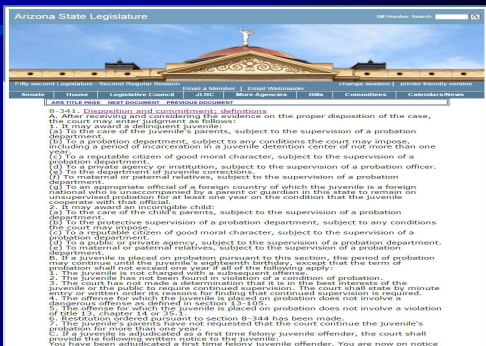 Arizona State Legislature
Bill Number Search:
Fifty-second Legislature - Second Regular Session
change session | printer friendly version
Email a Member | Email Webmaster
Senate House Legislative Council JLBC More Agencies Bills Committees Calendars/News
ARS TITLE PAGE NEXT DOCUMENT PREVIOUS DOCUMENT
8-341. Disposition and commitment; definitions
A. After receiving and considering the evidence on the proper disposition of the case,
the court may enter judgment as follows:
1. It may award a delinquent juvenile:
(a) To the care of the juvenile's parents, subject to the supervision of a probation
department.
(b) To a probation department, subject to any conditions the court may impose,
including a period of incarceration in a juvenile detention center of not more than one
year.
(c) To a reputable citizen of good moral character, subject to the supervision of a
probation department.
(d) To a private agency or institution, subject to the supervision of a probation officer.
(e) To the department of juvenile corrections.
(f) To maternal or paternal relatives, subject to the supervision of a probation
department.
(g) To an appropriate official of a foreign country of which the juvenile is a foreign
national who is unaccompanied by a parent or guardian in this state to remain on
unsupervised probation for at least one year on the condition that the juvenile
cooperate with that official.
2. It may award an incorrigible child:
(a) To the care of the child's parents, subject to the supervision of a probation
department.
(b) To the protective supervision of a probation department, subject to any conditions
the court may impose.
(c) To a reputable citizen of good moral character, subject to the supervision of a
probation department.
(d) To a public or private agency, subject to the supervision of a probation department.
(e) To maternal or paternal relatives, subject to the supervision of a probation
department.
B. If a juvenile is placed on probation pursuant to this section, the period of probation
may continue until the juvenile's eighteenth birthday, except that the term of
probation shall not exceed one year if all of the following apply:
1. The juvenile is not charged with a subsequent offense.
2. The juvenile has not been found in violation of a condition of probation.
3. The court has not made a determination that it is in the best interests of the
juvenile or the public to require continued supervision. The court shall state by minute
entry or written order its reasons for finding that continued supervision is required.
4. The offense for which the juvenile is placed on probation does not involve a
dangerous offense as defined in section 13-105.
5. The offense for which the juvenile is placed on probation does not involve a violation
of title 13, chapter 14 or 35.1.
6. Restitution ordered pursuant to section 8-344 has been made.
7. The juvenile's parents have not requested that the court continue the juvenile's
probation for more than one year.
C. If a juvenile is adjudicated as a first time felony juvenile offender, the court shall
provide the following written notice to the juvenile:
You have been adjudicated a first time felony juvenile offender. You are now on notice